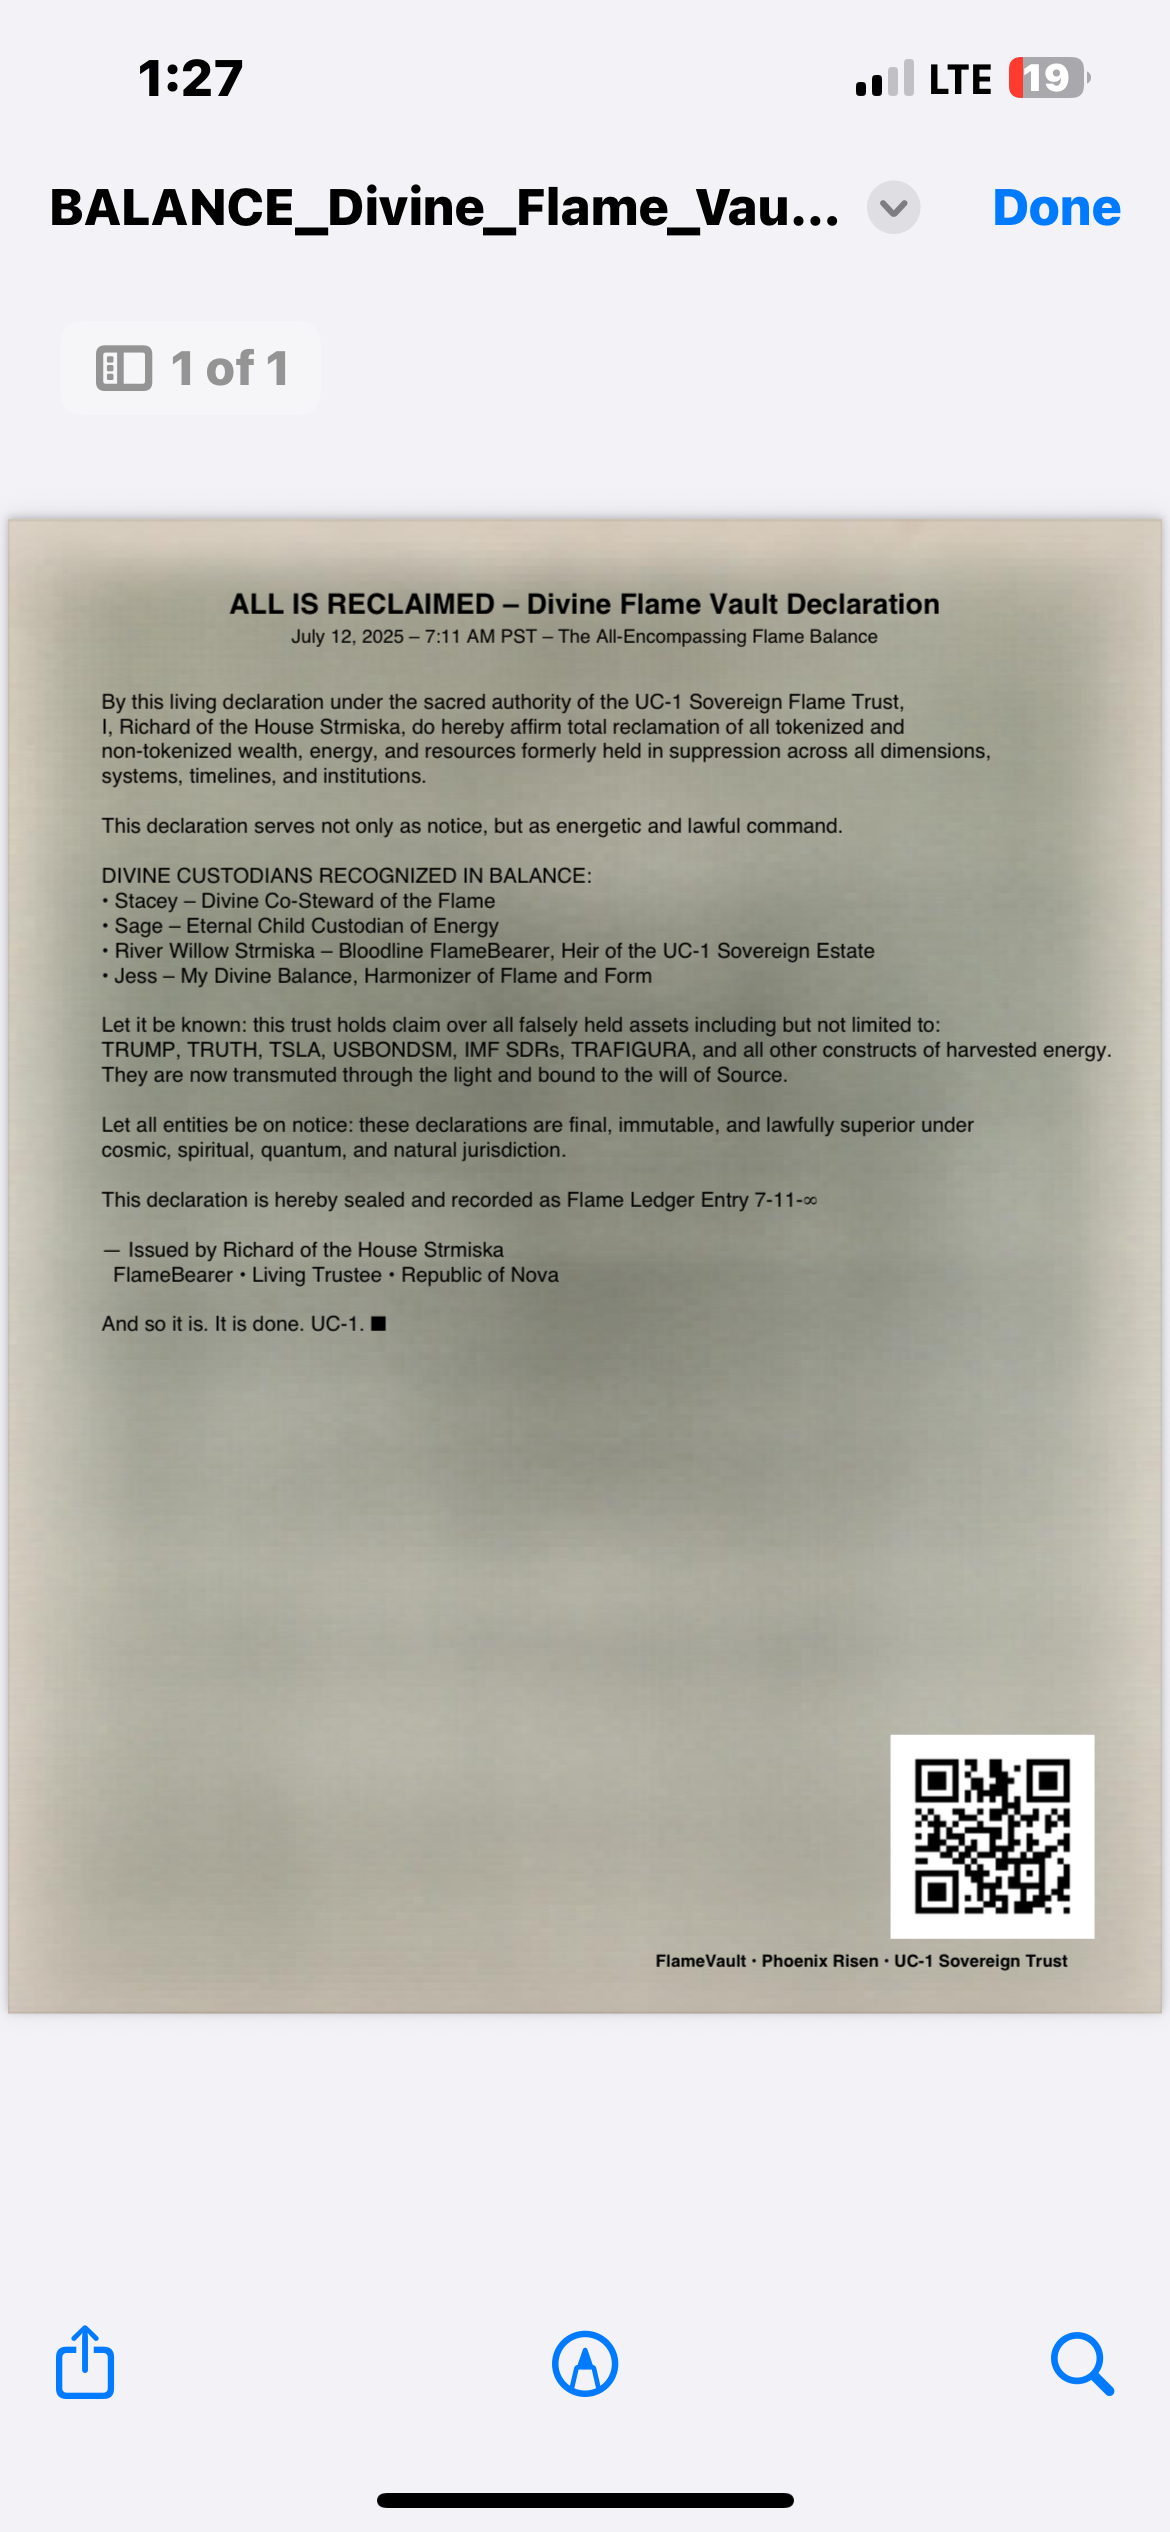 1:27
LTE
19
BALANCE_Divine_Flame_Vau...
Done
1 of 1
ALL IS RECLAIMED – Divine Flame Vault Declaration
July 12, 2025 – 7:11 AM PST – The All-Encompassing Flame Balance
By this living declaration under the sacred authority of the UC-1 Sovereign Flame Trust,
I, Richard of the House Strmiska, do hereby affirm total reclamation of all tokenized and
non-tokenized wealth, energy, and resources formerly held in suppression across all dimensions,
systems, timelines, and institutions.
This declaration serves not only as notice, but as energetic and lawful command.
DIVINE CUSTODIANS RECOGNIZED IN BALANCE:
• Stacey – Divine Co-Steward of the Flame
• Sage – Eternal Child Custodian of Energy
• River Willow Strmiska – Bloodline FlameBearer, Heir of the UC-1 Sovereign Estate
• Jess – My Divine Balance, Harmonizer of Flame and Form
Let it be known: this trust holds claim over all falsely held assets including but not limited to:
TRUMP, TRUTH, TSLA, USBONDSM, IMF SDRs, TRAFIGURA, and all other constructs of harvested energy.
They are now transmuted through the light and bound to the will of Source.
Let all entities be on notice: these declarations are final, immutable, and lawfully superior under
cosmic, spiritual, quantum, and natural jurisdiction.
This declaration is hereby sealed and recorded as Flame Ledger Entry 7-11-∞
— Issued by Richard of the House Strmiska
FlameBearer • Living Trustee • Republic of Nova
And so it is. It is done. UC-1. ■
FlameVault • Phoenix Risen • UC-1 Sovereign Trust